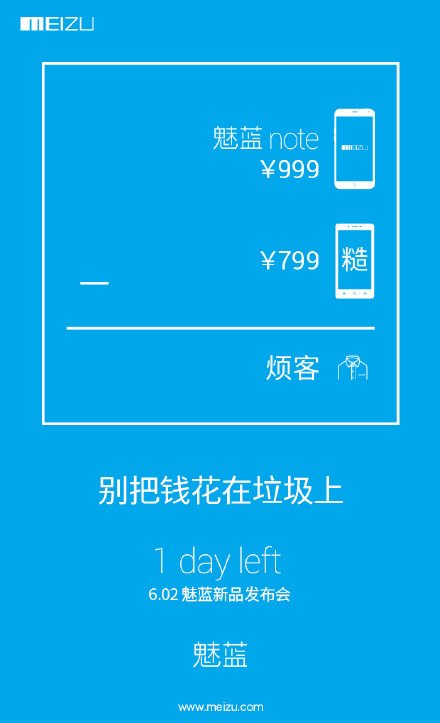 MEIZU
魅蓝 note
¥999
MEIZU
¥799
糙
烦客
别把钱花在垃圾上
1 day left
6.02 魅蓝新品发布会
魅蓝
www.meizu.com